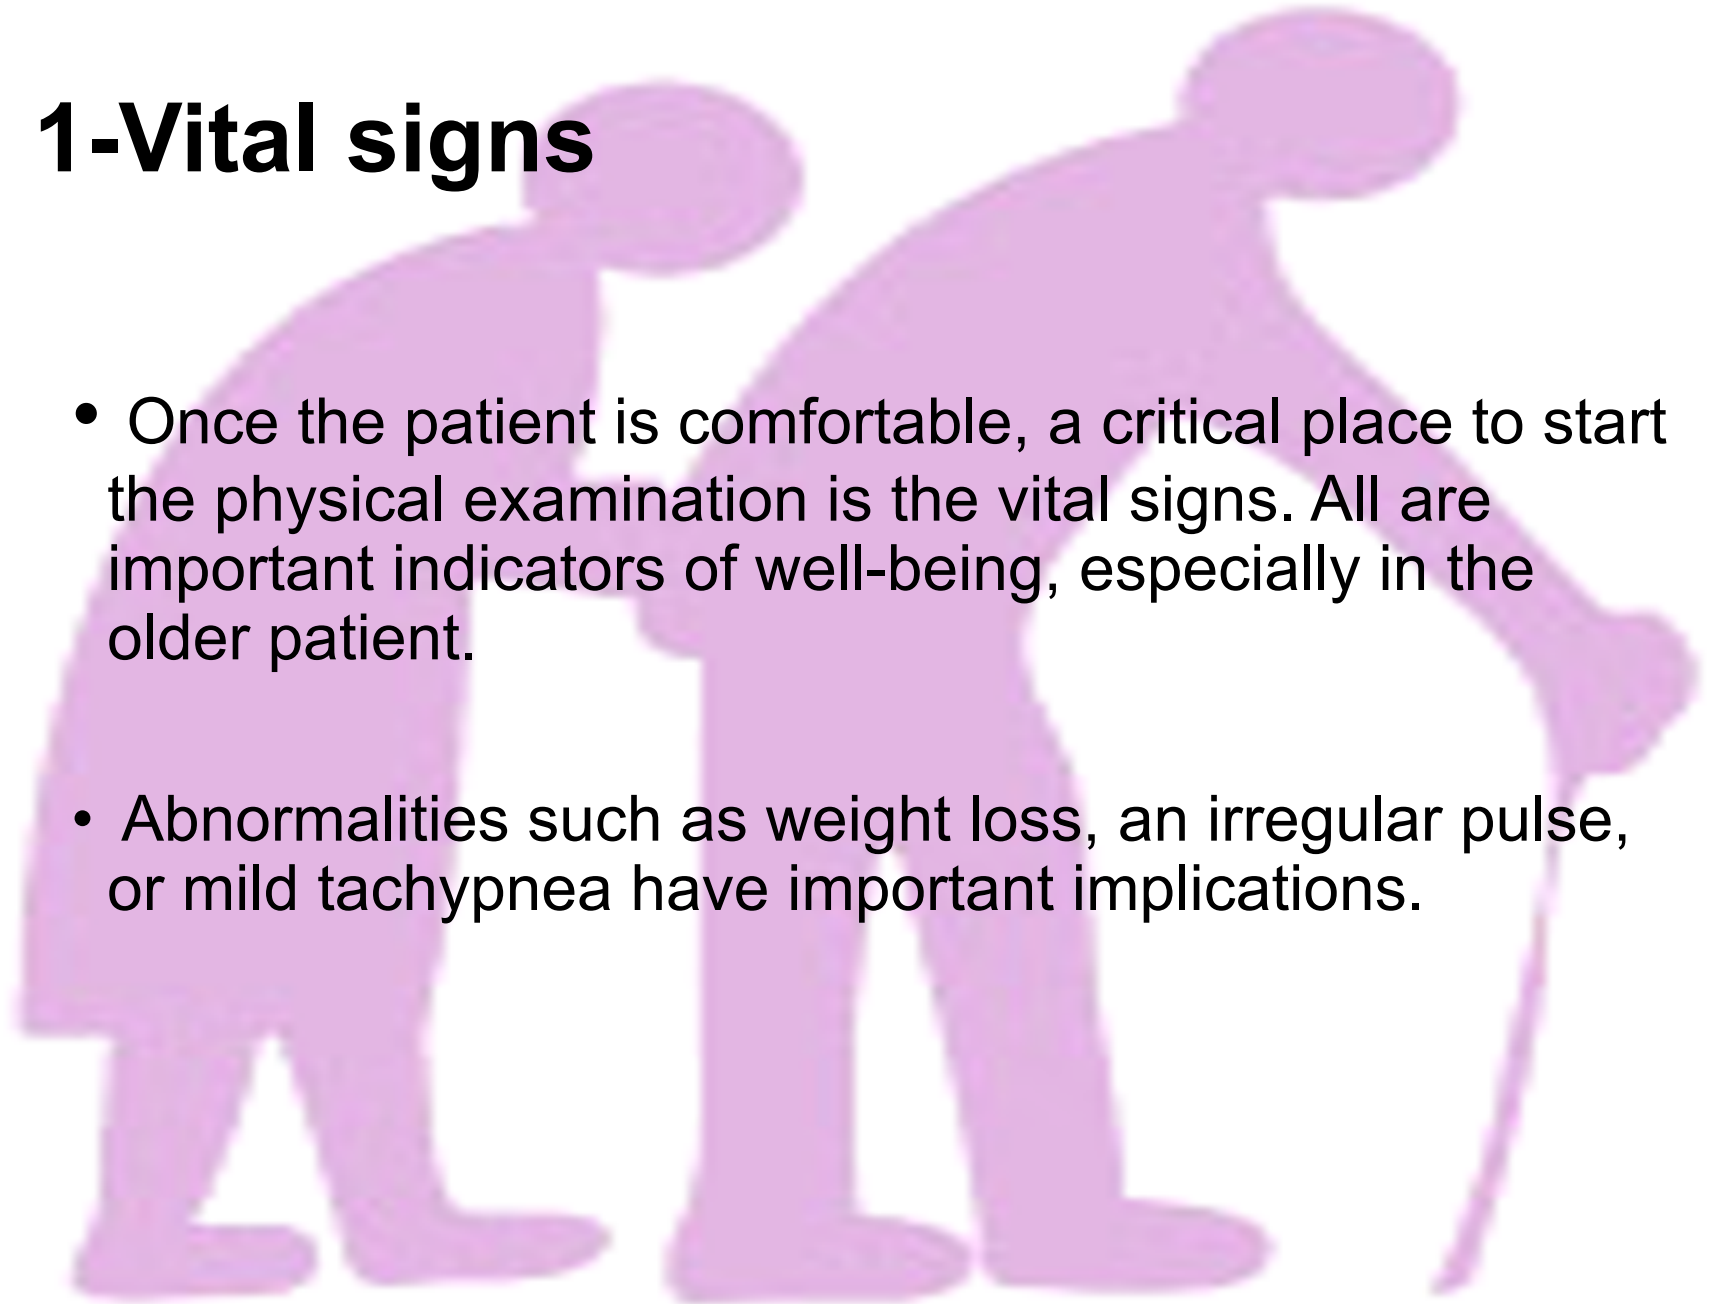 1-Vital signs
• Once the patient is comfortable, a critical place to start
the physical examination is the vital signs. All are
important indicators of well-being, especially in the
older patient.
• Abnormalities such as weight loss, an irregular pulse,
or mild tachypnea have important implications.